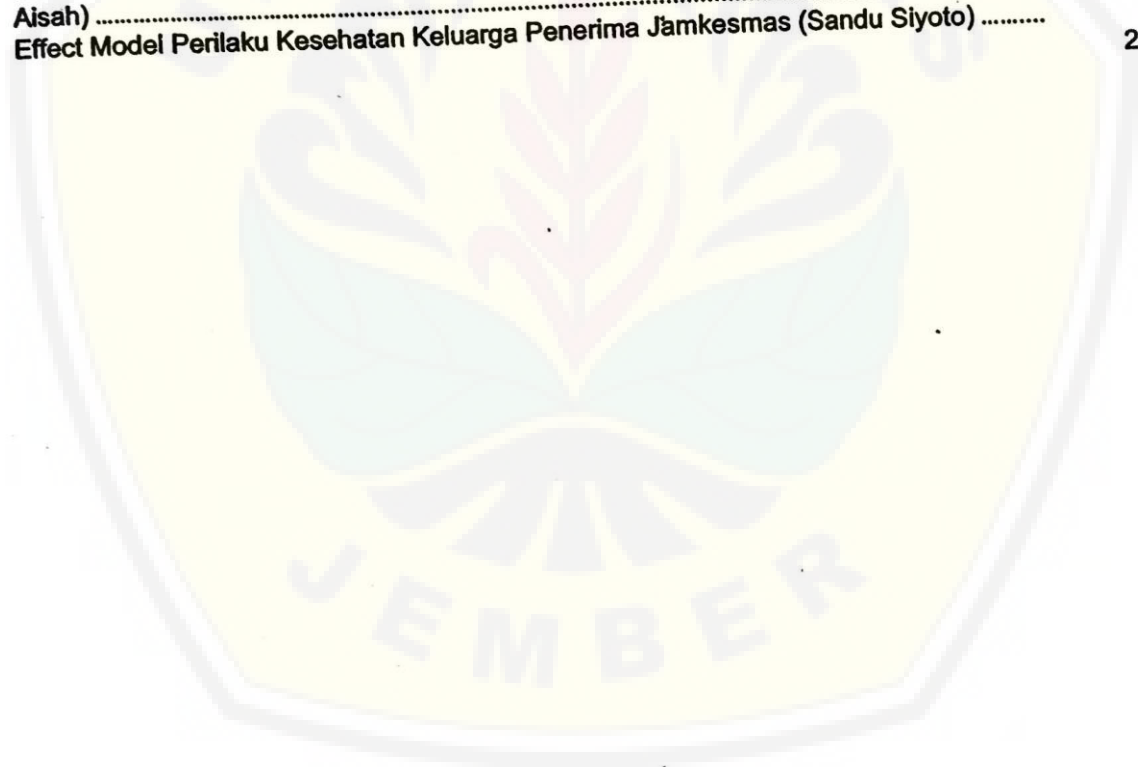 Aisah) ..........................................................................................
Effect Model Perilaku Kesehatan Keluarga Penerima Jamkesmas (Sandu Siyoto) ..........
2
JEMBER